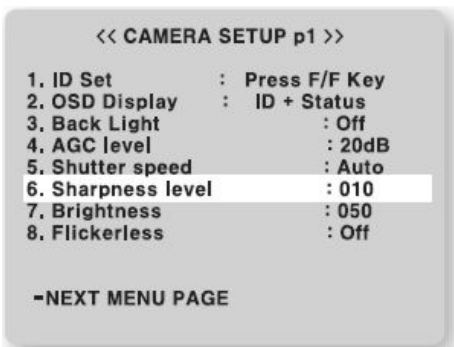 << CAMERA SETUP p1 >>
1. ID Set : Press F/F Key
2. OSD Display : ID + Status
3. Back Light : Off
4. AGC level : 20dB
5. Shutter speed : Auto
6. Sharpness level : 010
7. Brightness : 050
8. Flickerless : Off
-NEXT MENU PAGE